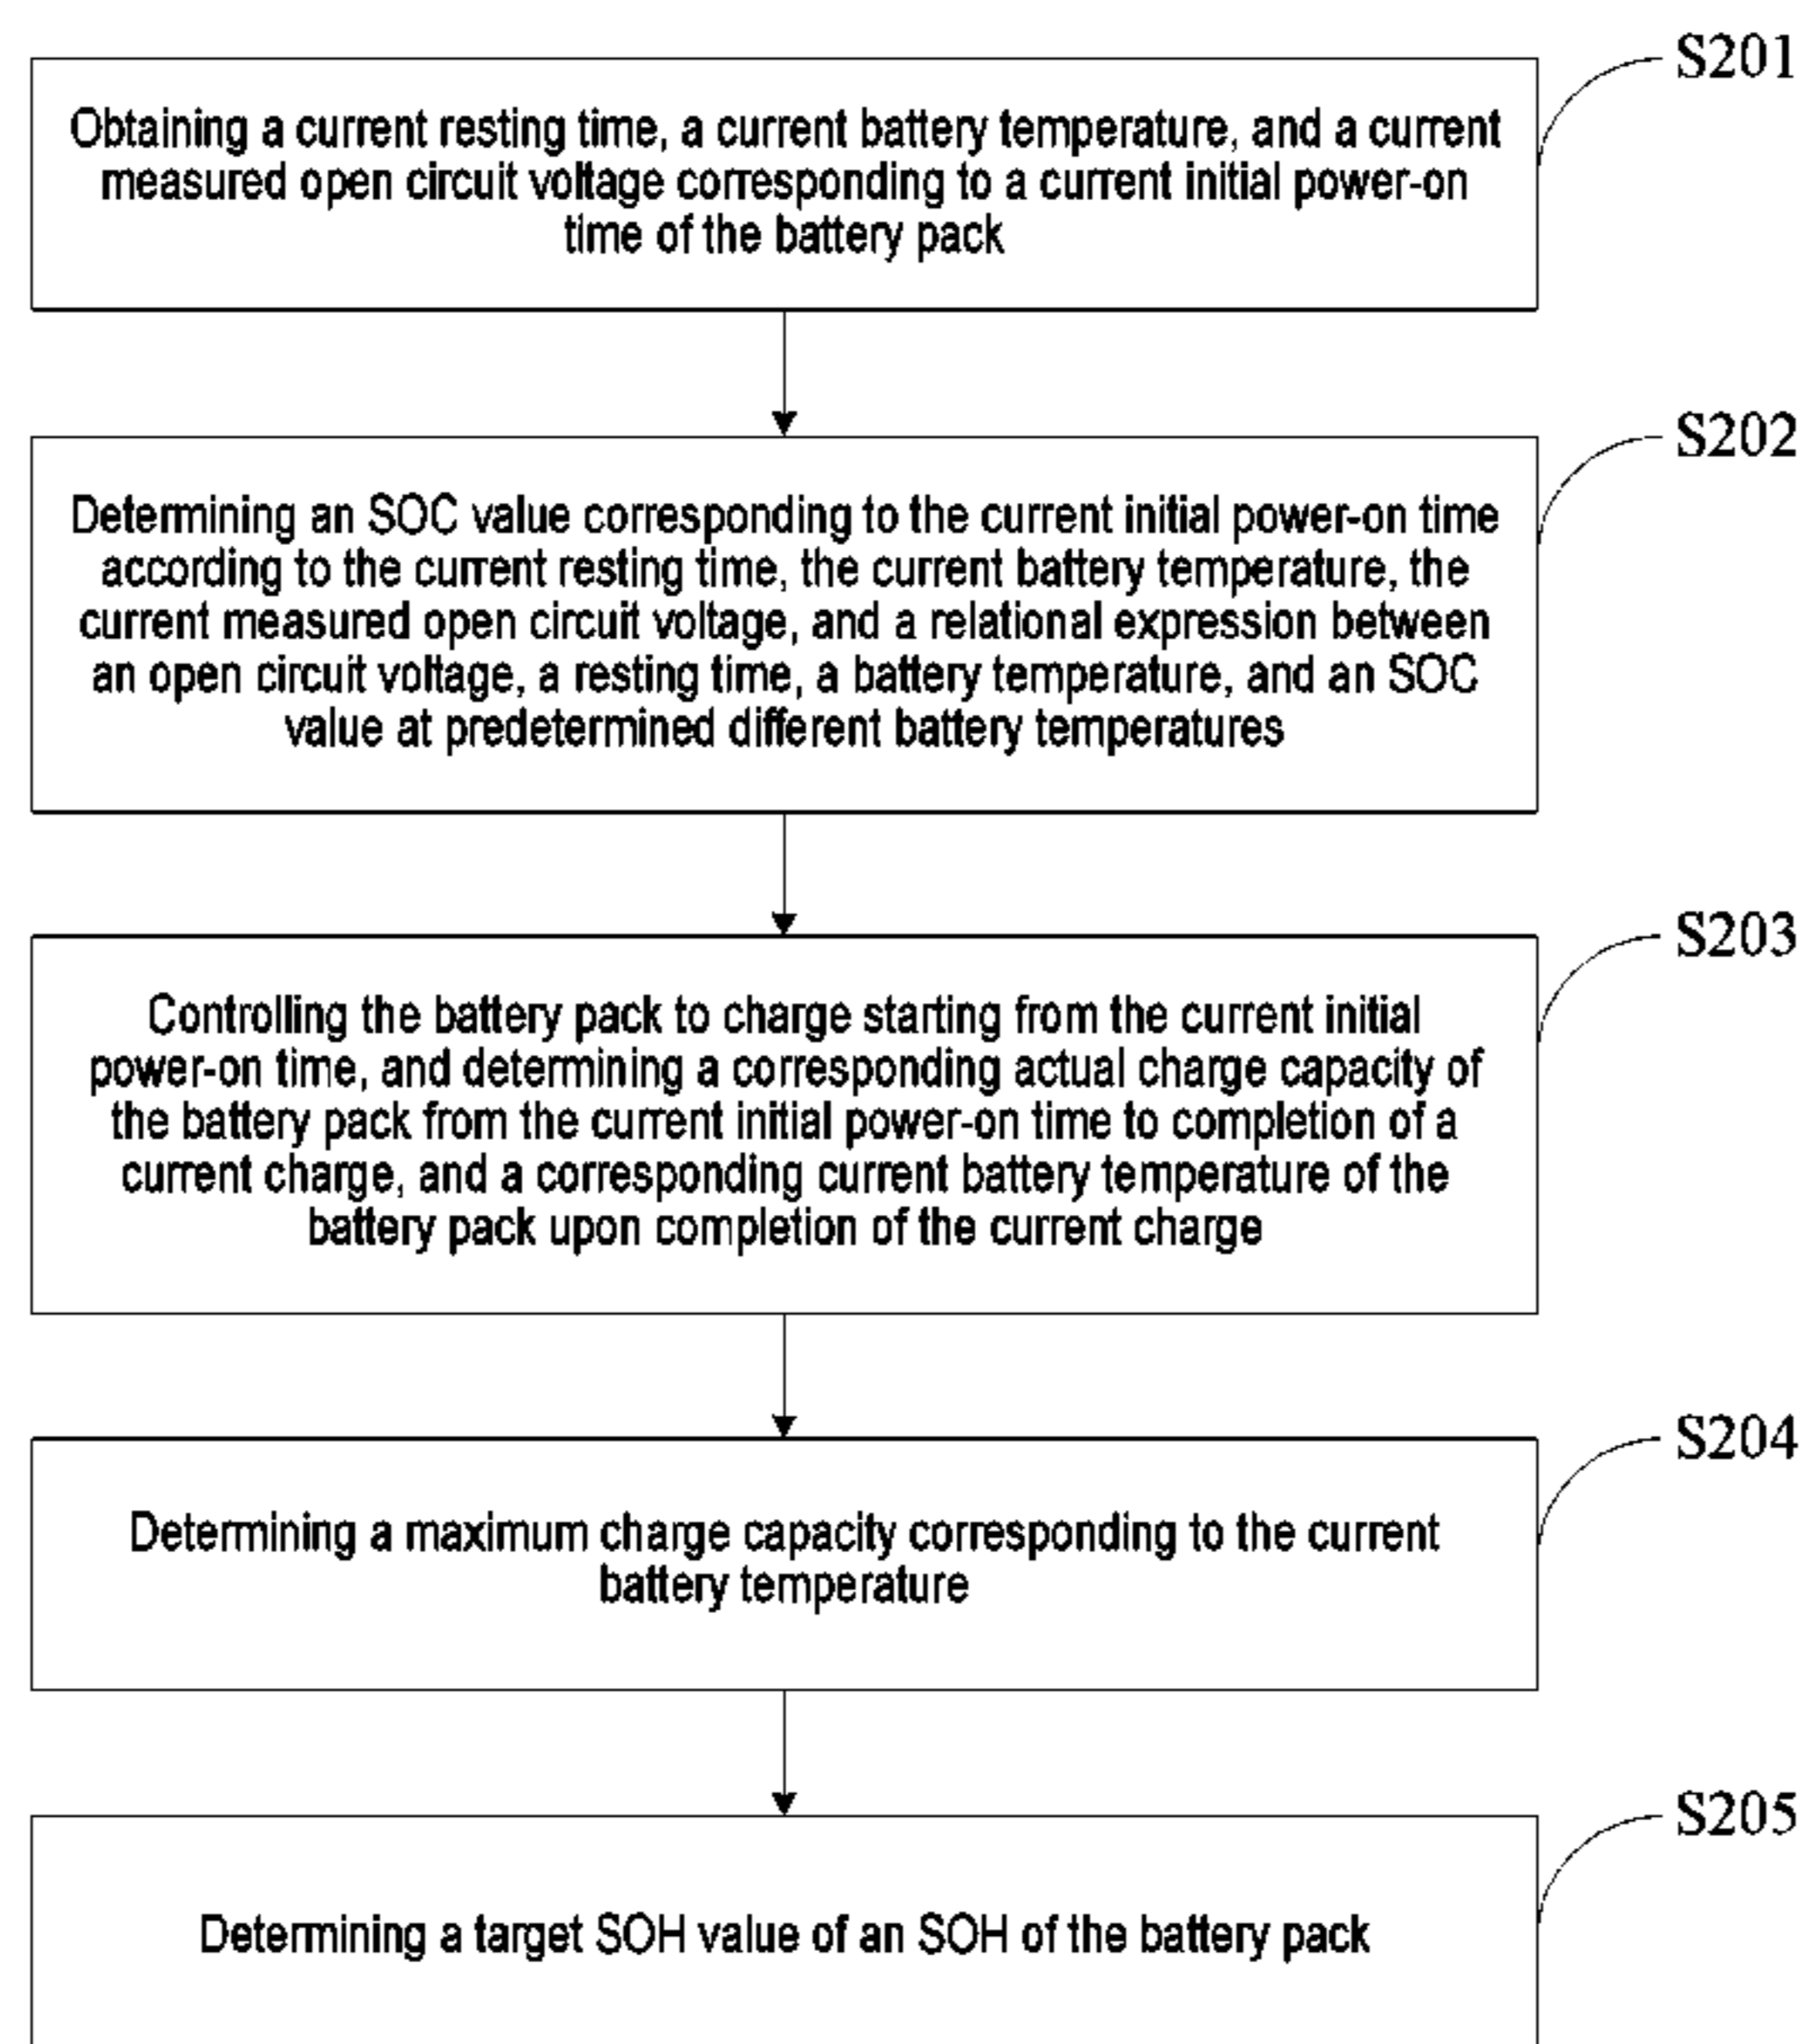 S201
Obtaining a current resting time, a current battery temperature, and a current
measured open circuit voltage corresponding to a current initial power-on
time of the battery pack
S202
Determining an SOC value corresponding to the current initial power-on time
according to the current resting time, the current battery temperature, the
current measured open circuit voltage, and a relational expression between
an open circuit voltage, a resting time, a battery temperature, and an SOC
value at predetermined different battery temperatures
S203
Controlling the battery pack to charge starting from the current initial
power-on time, and determining a corresponding actual charge capacity of
the battery pack from the current initial power-on time to completion of a
current charge, and a corresponding current battery temperature of the
battery pack upon completion of the current charge
S204
Determining a maximum charge capacity corresponding to the current
battery temperature
S205
Determining a target SOH value of an SOH of the battery pack